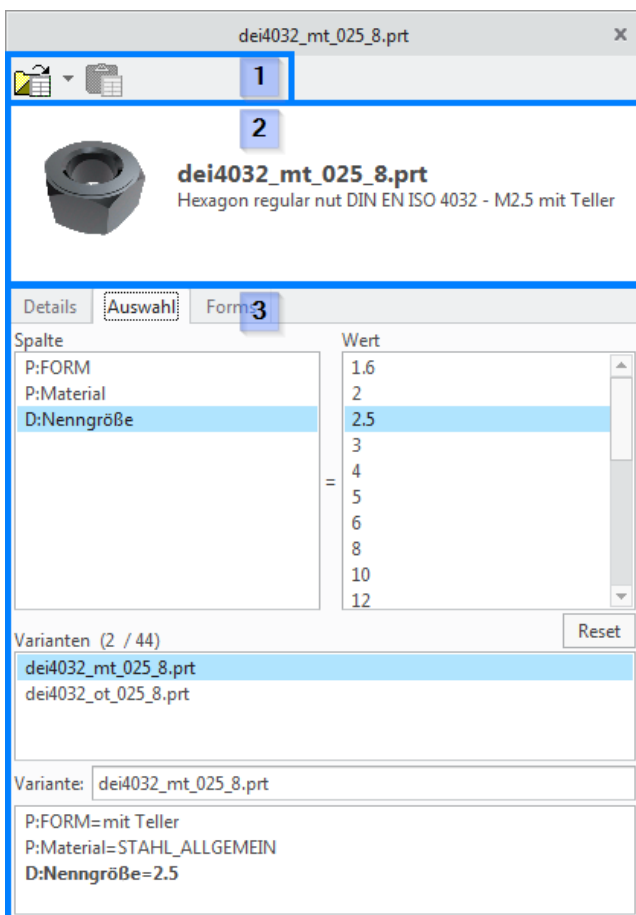 dei4032_mt_025_8.prt x
1
2
dei4032_mt_025_8.prt
Hexagon regular nut DIN EN ISO 4032 - M2.5 mit Teller
Details Auswahl Forms
3
Spalte Wert
P:FORM
P:Material
D:Nenngröße
=
1.6
2
2.5
3
4
5
6
8
10
12
Reset
Varianten (2 / 44)
dei4032_mt_025_8.prt
dei4032_ot_025_8.prt
Variante: dei4032_mt_025_8.prt
P:FORM=mit Teller
P:Material=STAHL_ALLGEMEIN
D:Nenngröße=2.5